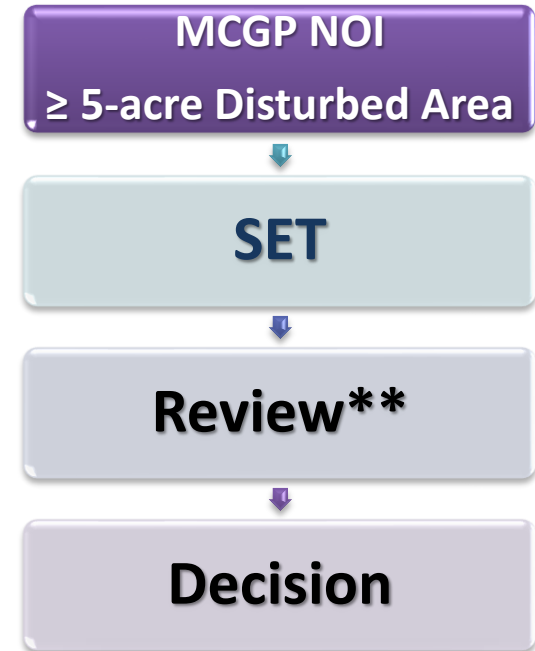 MCGP NOI
≥ 5-acre Disturbed Area
SET
Review**
Decision